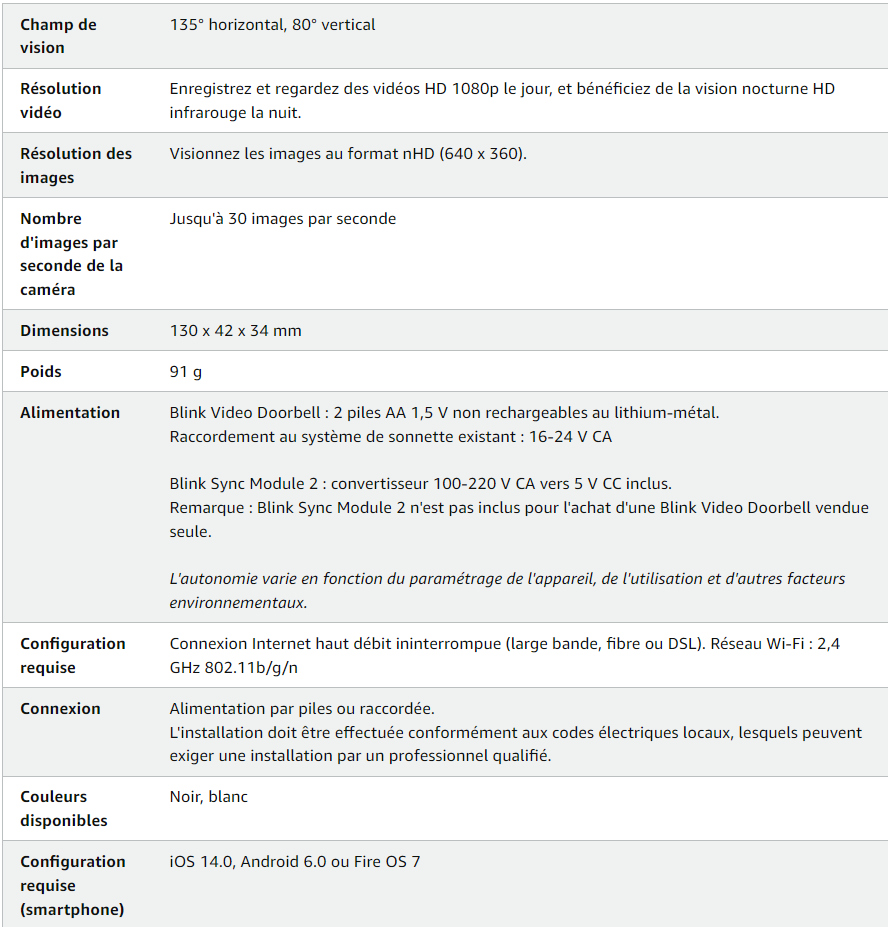 Champ de
vision
135° horizontal, 80° vertical
Résolution
vidéo
Enregistrez et regardez des vidéos HD 1080p le jour, et bénéficiez de la vision nocturne HD
infrarouge la nuit.
Résolution des
images
Visionnez les images au format nHD (640 x 360).
Nombre
d'images par
seconde de la
caméra
Jusqu'à 30 images par seconde
Dimensions
130 x 42 x 34 mm
Poids
91 g
Alimentation
Blink Video Doorbell : 2 piles AA 1,5 V non rechargeables au lithium-métal.
Raccordement au système de sonnette existant : 16-24 V CA
Blink Sync Module 2 : convertisseur 100-220 V CA vers 5 V CC inclus.
Remarque : Blink Sync Module 2 n'est pas inclus pour l'achat d'une Blink Video Doorbell vendue
seule.
L'autonomie varie en fonction du paramétrage de l'appareil, de l'utilisation et d'autres facteurs
environnementaux.
Configuration
requise
Connexion Internet haut débit ininterrompue (large bande, fibre ou DSL). Réseau Wi-Fi : 2,4
GHz 802.11b/g/n
Connexion
Alimentation par piles ou raccordée.
L'installation doit être effectuée conformément aux codes électriques locaux, lesquels peuvent
exiger une installation par un professionnel qualifié.
Couleurs
disponibles
Noir, blanc
Configuration
requise
(smartphone)
iOS 14.0, Android 6.0 ou Fire OS 7